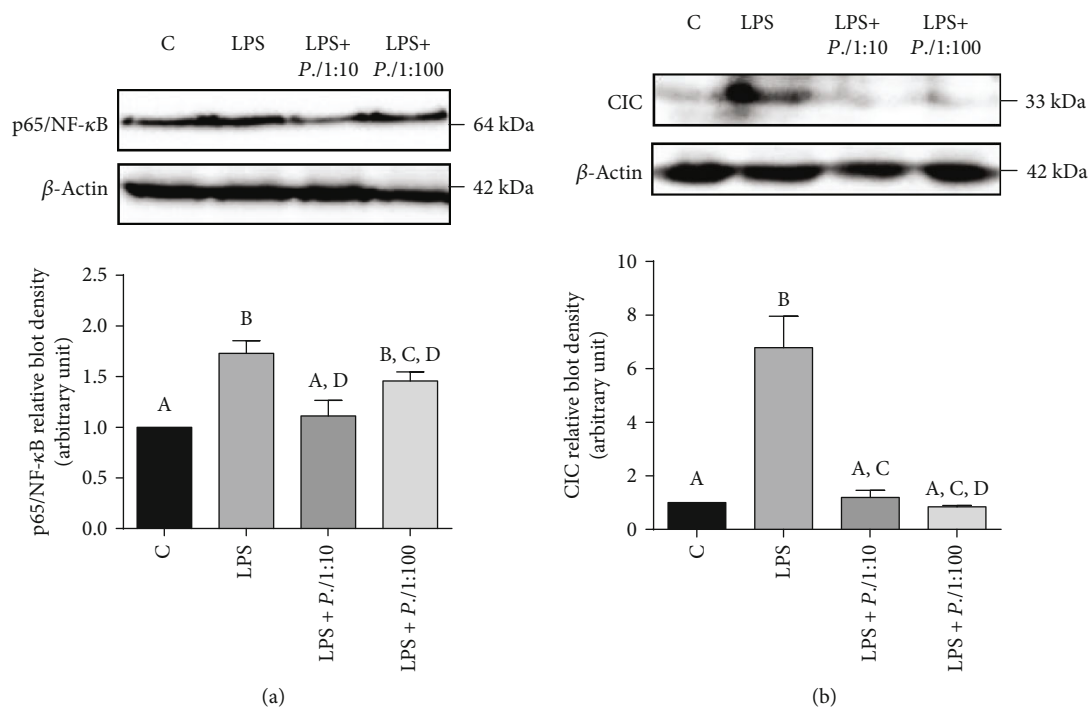 C LPS LPS+ LPS+
P./1:10 P./1:100
p65/NF-κB
64 kDa
β-Actin
42 kDa
p65/NF-κB relative blot density
(arbitrary unit)
2.5
2.0
1.5
1.0
0.5
0.0
A
B
A, D
B, C, D
C
LPS
LPS + P./1:10
LPS + P./1:100
(a)
C LPS LPS+ LPS+
P./1:10 P./1:100
CIC
33 kDa
β-Actin
42 kDa
CIC relative blot density
(arbitrary unit)
10
8
6
4
2
0
A
B
A, C
A, C, D
C
LPS
LPS + P./1:10
LPS + P./1:100
(b)